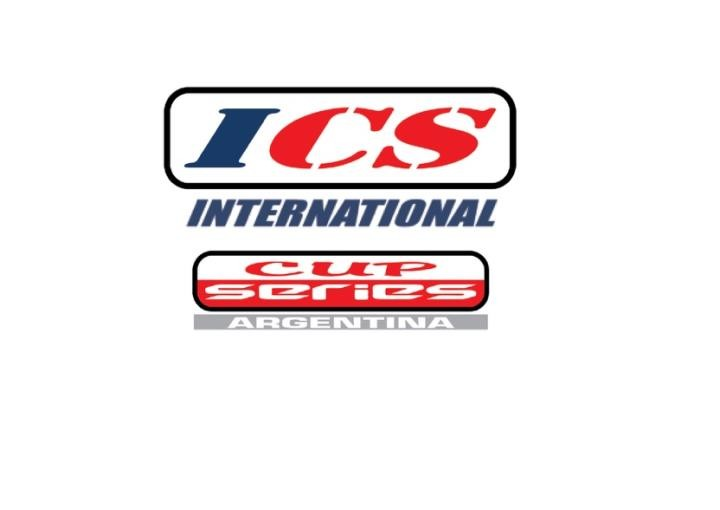 ICS
INTERNATIONAL
CUP
series
ARGENTINA